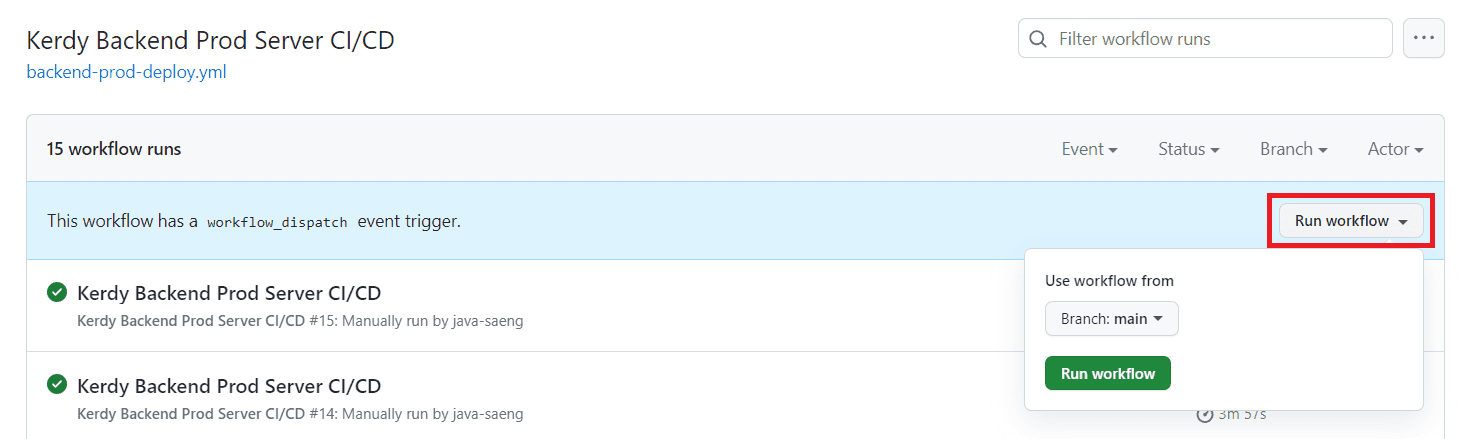 Kerdy Backend Prod Server CI/CD
Filter workflow runs
backend-prod-deploy.yml
15 workflow runs
Event
Status
Branch
Actor
This workflow has a workflow_dispatch event trigger.
Run workflow
Kerdy Backend Prod Server CI/CD
Kerdy Backend Prod Server CI/CD #15: Manually run by java-saeng
Use workflow from
Branch: main
Run workflow
Kerdy Backend Prod Server CI/CD
Kerdy Backend Prod Server CI/CD #14: Manually run by java-saeng
3m 57s